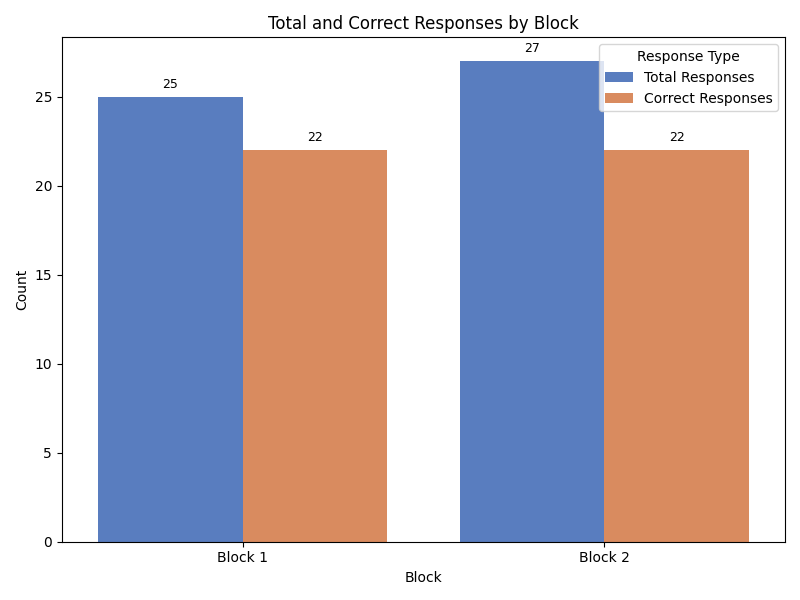 Total and Correct Responses by Block
27
Response Type
Total Responses
Correct Responses
25
25
22
22
20
15
Count
10
5
0
Block 1
Block 2
Block